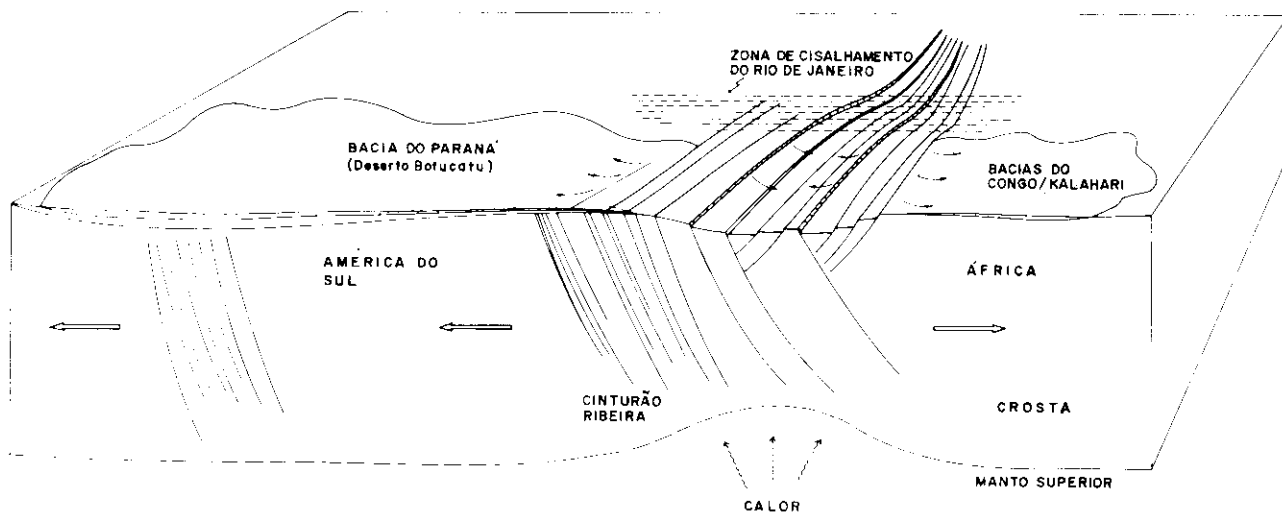 ZONA DE CISALHAMENTO
DO RIO DE JANEIRO
BACIA DO PARANÁ
(Deserto Botucatu)
BACIAS DO
CONGO/KALAHARI
AMÉRICA DO
SUL
ÁFRICA
CINTURÃO
RIBEIRA
CROSTA
MANTO SUPERIOR
CALOR